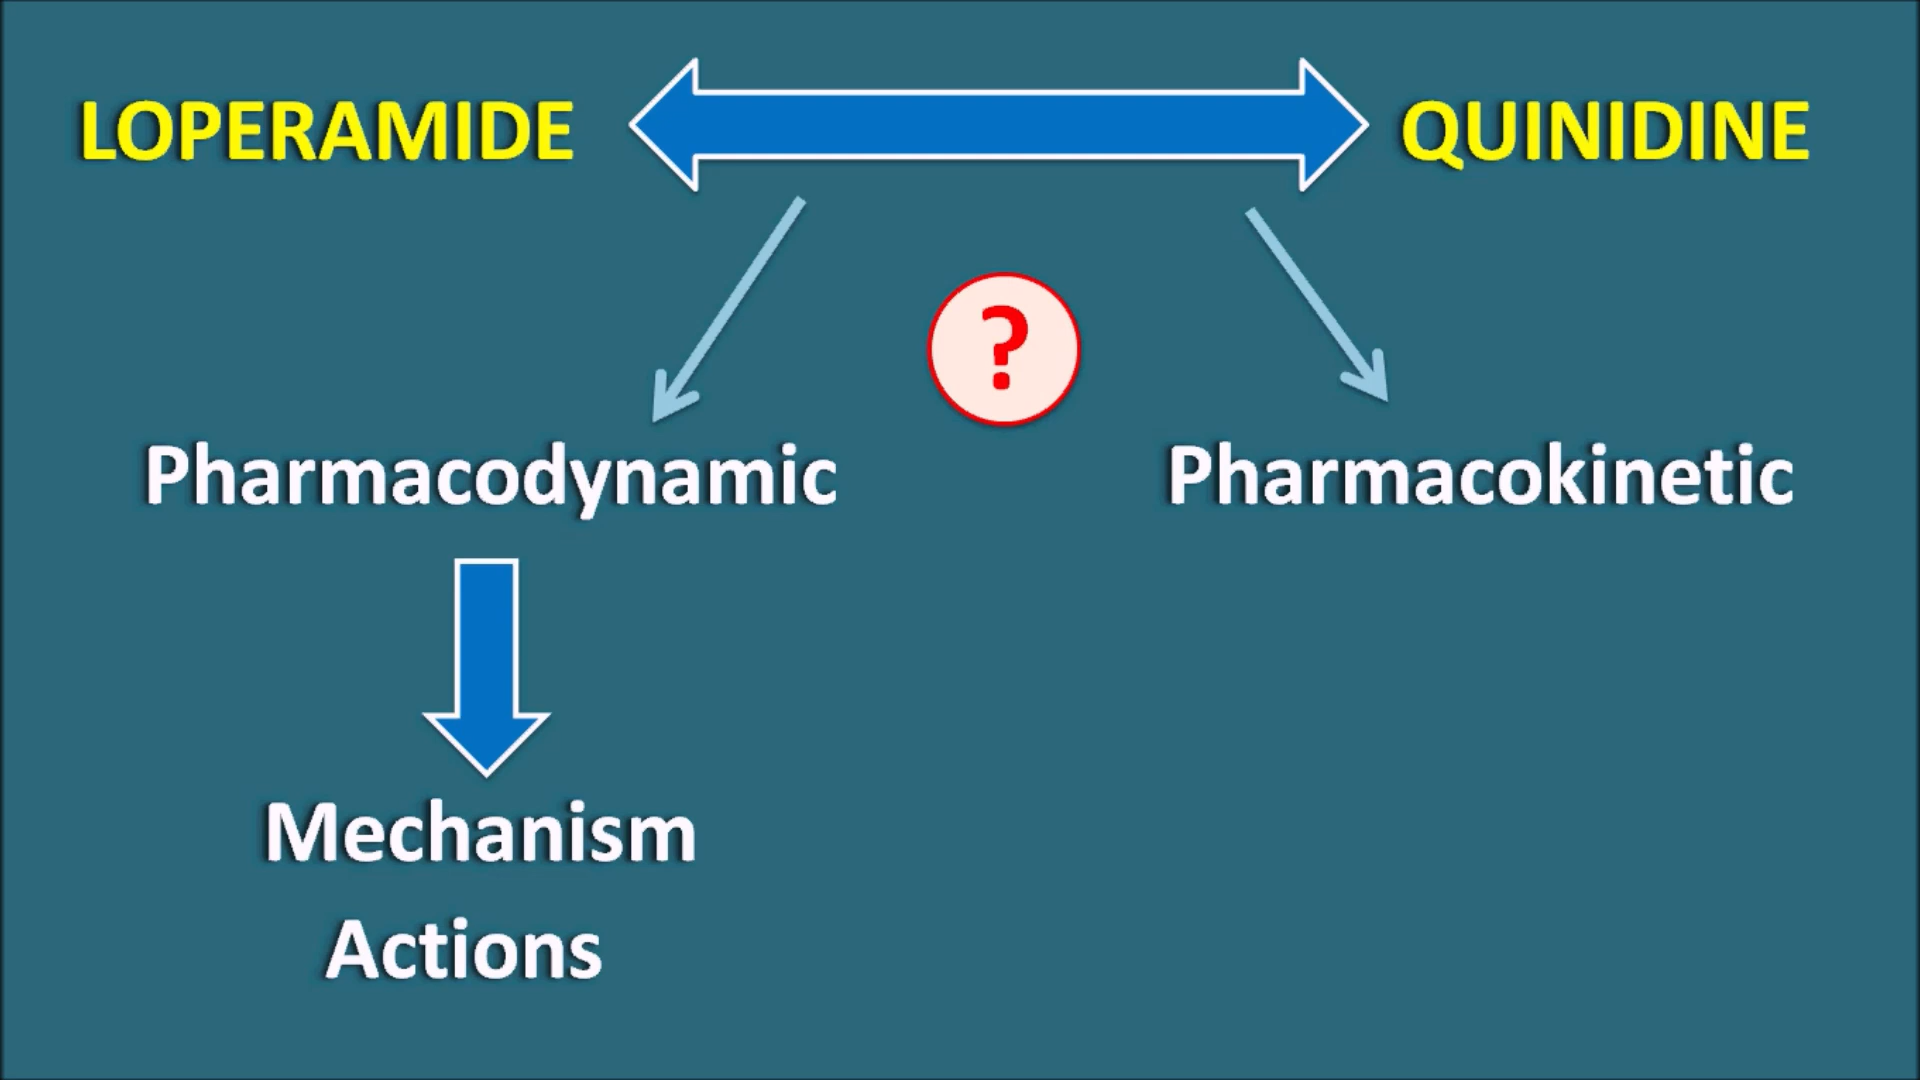 LOPERAMIDE
QUINIDINE
?
Pharmacodynamic
Pharmacokinetic
Mechanism
Actions